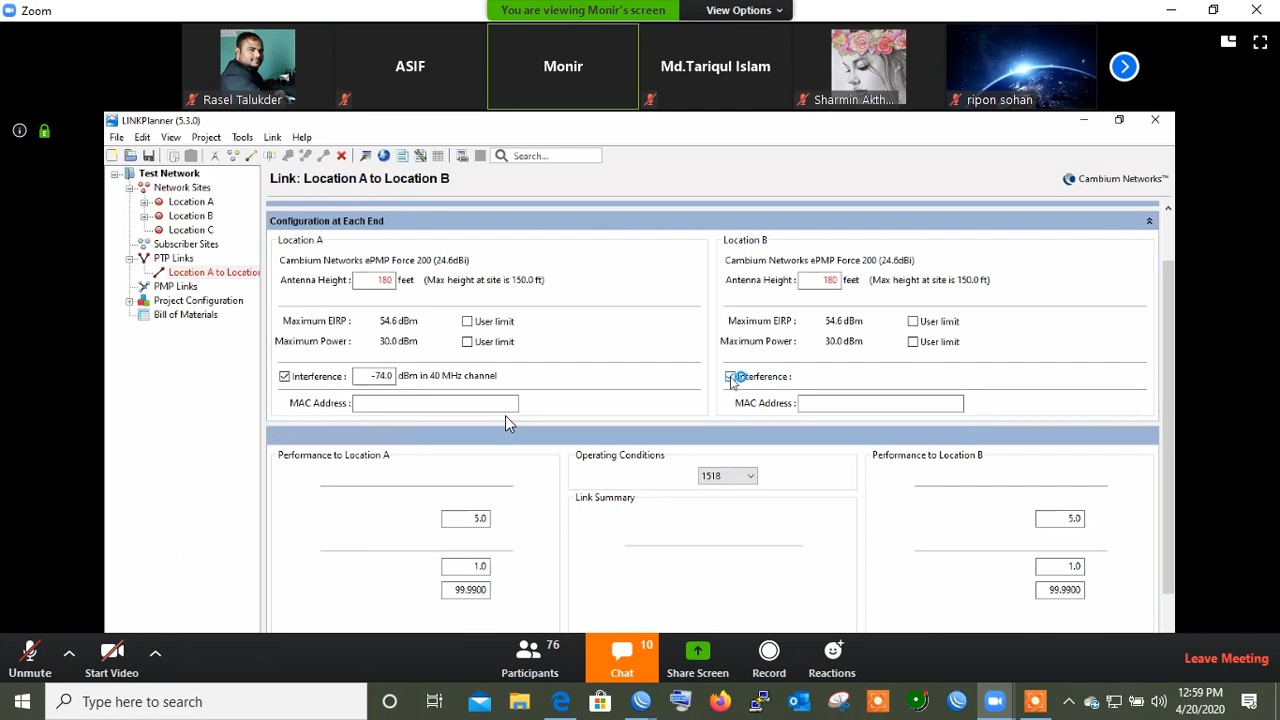 Zoom
You are viewing Monir's screen
View Options
Rasel Talukder
ASIF
Monir
Md.Tariqul Islam
Sharmin Akth...
ripon sohan
LINKPlanner (5.3.0)
File Edit View Project Tools Link Help
Search...
Test Network
Network Sites
Location A
Location B
Location C
Subscriber Sites
PTP Links
Location A to Locatio
PMP Links
Project Configuration
Bill of Materials
Link: Location A to Location B
Cambium Networks™
Configuration at Each End
Location A
Cambium Networks ePMP Force 200 (24.6dBi)
Antenna Height : 180 feet (Max height at site is 150.0 ft)
Maximum EIRP : 54.6 dBm User limit
Maximum Power : 30.0 dBm User limit
Interference : -74.0 dBm in 40 MHz channel
MAC Address :
Location B
Cambium Networks ePMP Force 200 (24.6dBi)
Antenna Height : 180 feet (Max height at site is 150.0 ft)
Maximum EIRP : 54.6 dBm User limit
Maximum Power : 30.0 dBm User limit
Interference :
MAC Address :
Performance to Location A
5.0
1.0
99.9900
Operating Conditions
1518
Link Summary
Performance to Location B
5.0
1.0
99.9900
Unmute
Start Video
76
Participants
10
Chat
Share Screen
Record
Reactions
Leave Meeting
Type here to search
12:59 PM
4/20/2020